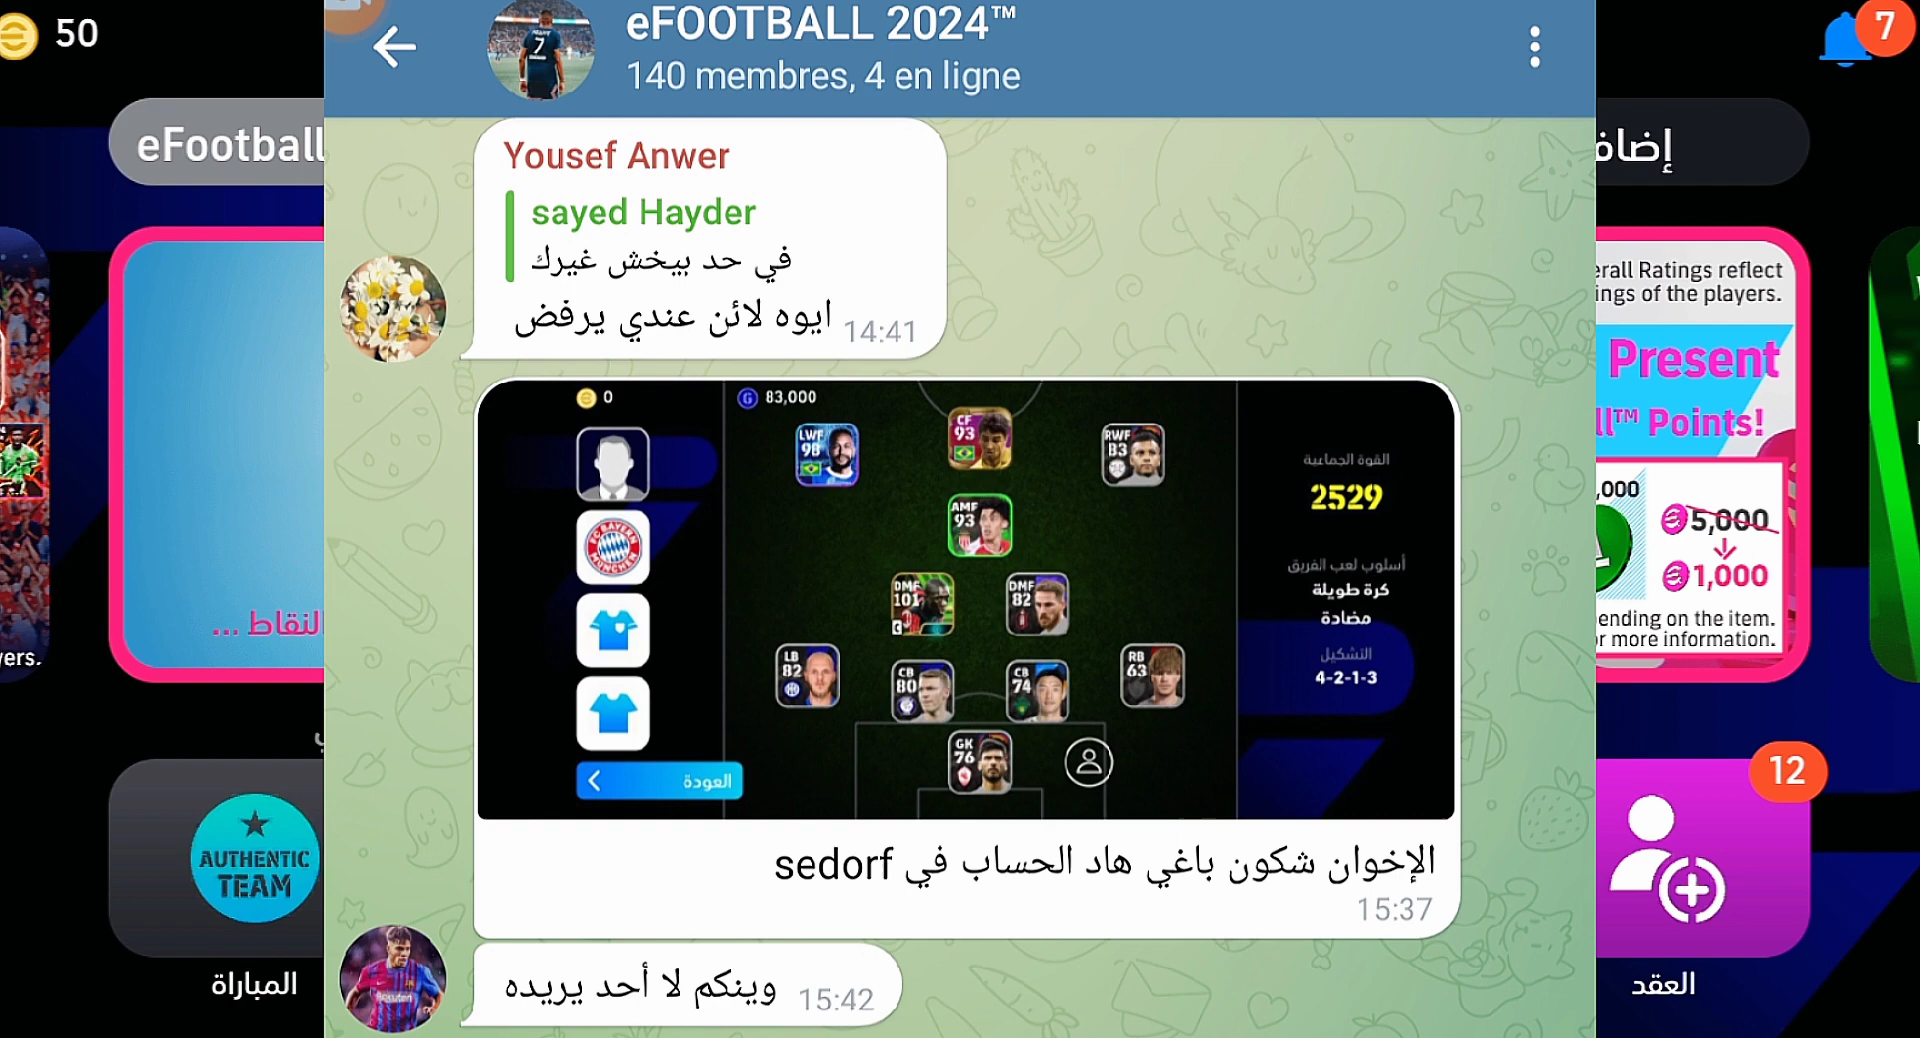 50
7
eFootball
إضاف
eFOOTBALL 2024™
140 membres, 4 en ligne
Yousef Anwer
sayed Hayder
في حد بيخش غيرك
ايوه لائن عندي يرفض
14:41
0
83,000
LWF
98
CF
93
RWF
83
AMF
93
DMF
101
DMF
82
LB
82
CB
80
CB
74
RB
63
GK
76
القوة الجماعية
2529
أسلوب لعب الفريق
كرة طويلة
مضادة
التشكيل
4-2-1-3
العودة
الإخوان شكون باغي هاد الحساب في sedorf
15:37
وينكم لا أحد يريده
15:42
النقاط ...
yers.
AUTHENTIC
TEAM
المباراة
erall Ratings reflect
ings of the players.
Present
ll™ Points!
,000
5,000
1,000
ending on the item.
or more information.
12
العقد